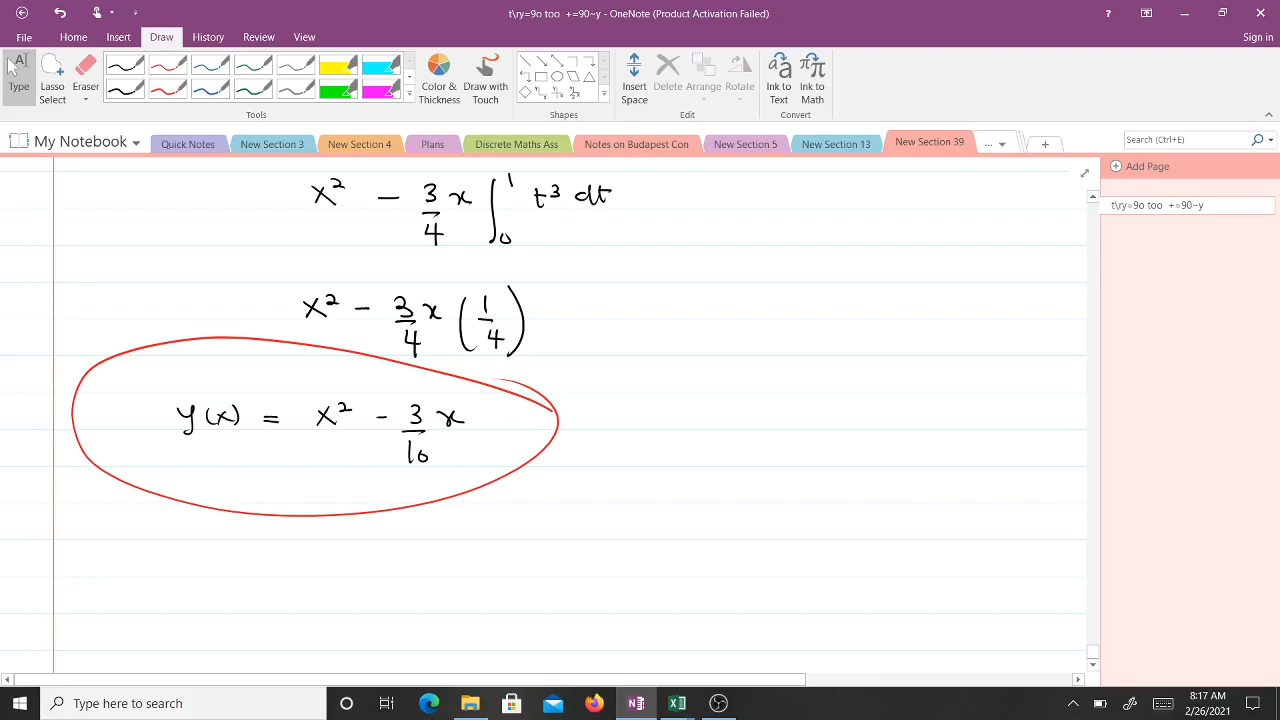 t\ry=9o too +=90~y - OneNote (Product Activation Failed)
?
File Insert Draw History Review View Sign in
Type Lasso Select Eraser Color & Thickness Draw with Touch Insert Space Delete Arrange Rotate Ink to Text Ink to Math
Tools Shapes Edit Convert
My Notebook Quick Notes New Section 3 New Section 4 Plans Discrete Maths Ass Notes on Budapest Con New Section 5 New Section 13 New Section 39 ... + Search (Ctrl+E)
Add Page
t\ry=9o too +=90~y
x² - 3/4 x ∫₀¹ t³ dt
x² - 3/4 x (1/4)
y(x) = x² - 3/10 x
Type here to search
8:17 AM
2/26/2021